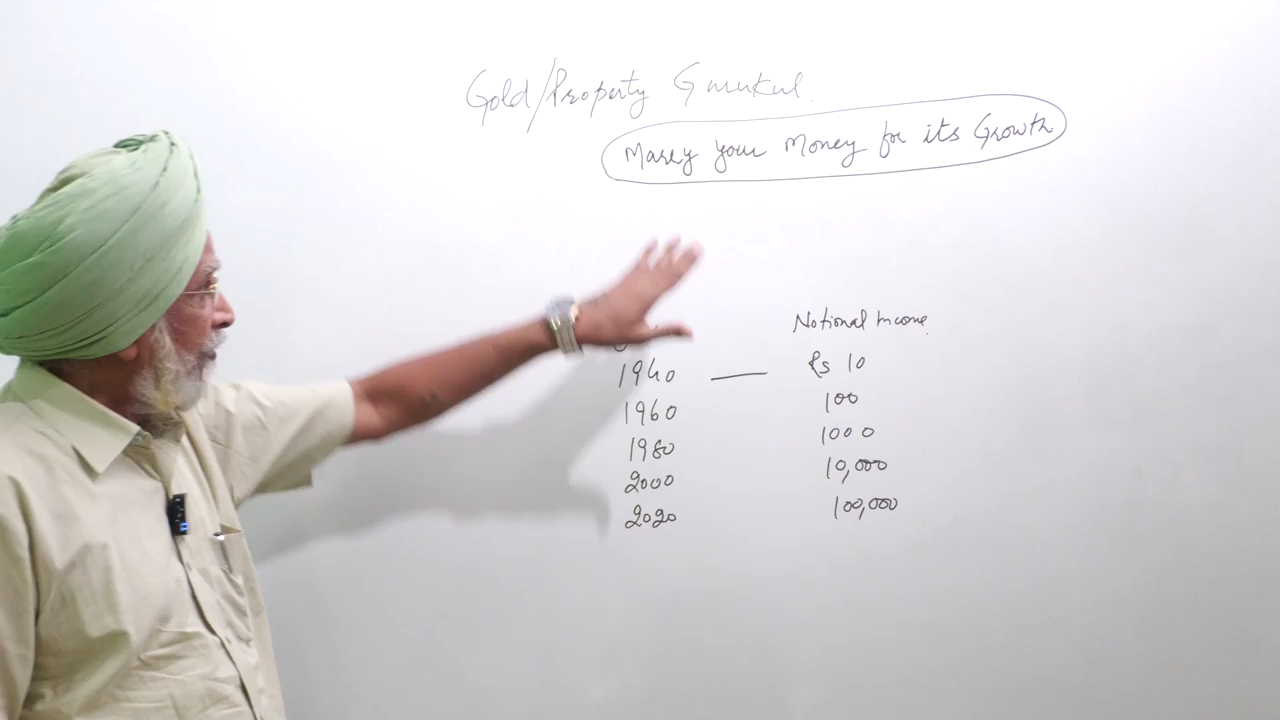 Gold/Property Gurukul.
Marry your Money for its Growth
Notional Income
1940 — Rs 10
1960 100
1980 1000
2000 10,000
2020 100,000